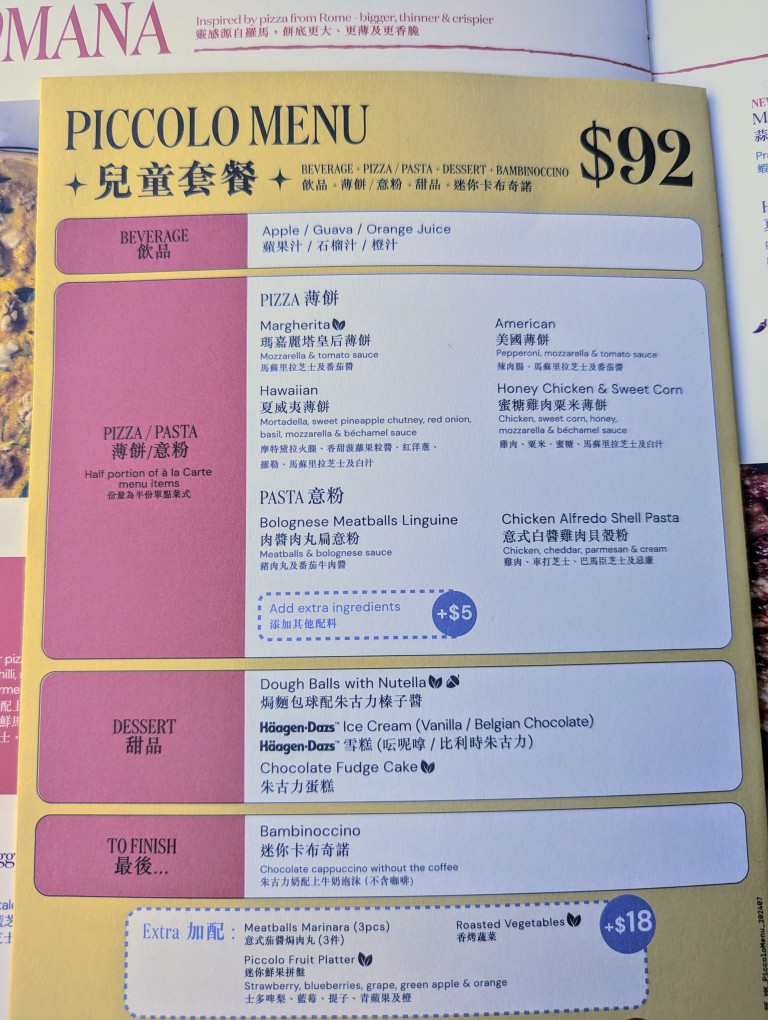 OMANA
Inspired by pizza from Rome - bigger, thinner & crispier
靈感源自羅馬，餅底更大、更薄及更香脆
PICCOLO MENU
兒童套餐
BEVERAGE + PIZZA / PASTA + DESSERT + BAMBINOCCINO
飲品 + 薄餅 / 意粉 + 甜品 + 迷你卡布奇諾
$92
BEVERAGE
飲品
Apple / Guava / Orange Juice
蘋果汁 / 石榴汁 / 橙汁
PIZZA / PASTA
薄餅/意粉
Half portion of à la Carte
menu items
份量為半份單點菜式
PIZZA 薄餅
Margherita
瑪嘉麗塔皇后薄餅
Mozzarella & tomato sauce
馬蘇里拉芝士及番茄醬
American
美國薄餅
Pepperoni, mozzarella & tomato sauce
辣肉腸、馬蘇里拉芝士及番茄醬
Hawaiian
夏威夷薄餅
Mortadella, sweet pineapple chutney, red onion,
basil, mozzarella & béchamel sauce
摩特黛拉火腿、香甜菠蘿果粒醬、紅洋蔥、
羅勒、馬蘇里拉芝士及白汁
Honey Chicken & Sweet Corn
蜜糖雞肉粟米薄餅
Chicken, sweet corn, honey,
mozzarella & béchamel sauce
雞肉、粟米、蜜糖、馬蘇里拉芝士及白汁
PASTA 意粉
Bolognese Meatballs Linguine
肉醬肉丸扁意粉
Meatballs & bolognese sauce
豬肉丸及番茄牛肉醬
Chicken Alfredo Shell Pasta
意式白醬雞肉貝殼粉
Chicken, cheddar, parmesan & cream
雞肉、車打芝士、巴馬臣芝士及忌廉
Add extra ingredients
添加其他配料
+$5
DESSERT
甜品
Dough Balls with Nutella
焗麵包球配朱古力榛子醬
Häagen-Dazs™ Ice Cream (Vanilla / Belgian Chocolate)
Häagen-Dazs™ 雪糕 (呍呢嗱 / 比利時朱古力)
Chocolate Fudge Cake
朱古力蛋糕
TO FINISH
最後...
Bambinoccino
迷你卡布奇諾
Chocolate cappuccino without the coffee
朱古力奶配上牛奶泡沫 (不含咖啡)
Extra 加配：
Meatballs Marinara (3pcs)
意式茄醬焗肉丸 (3件)
Roasted Vegetables
香烤蔬菜
+$18
Piccolo Fruit Platter
迷你鮮果拼盤
Strawberry, blueberries, grape, green apple & orange
士多啤梨、藍莓、提子、青蘋果及橙
PiccoloMenu_202407